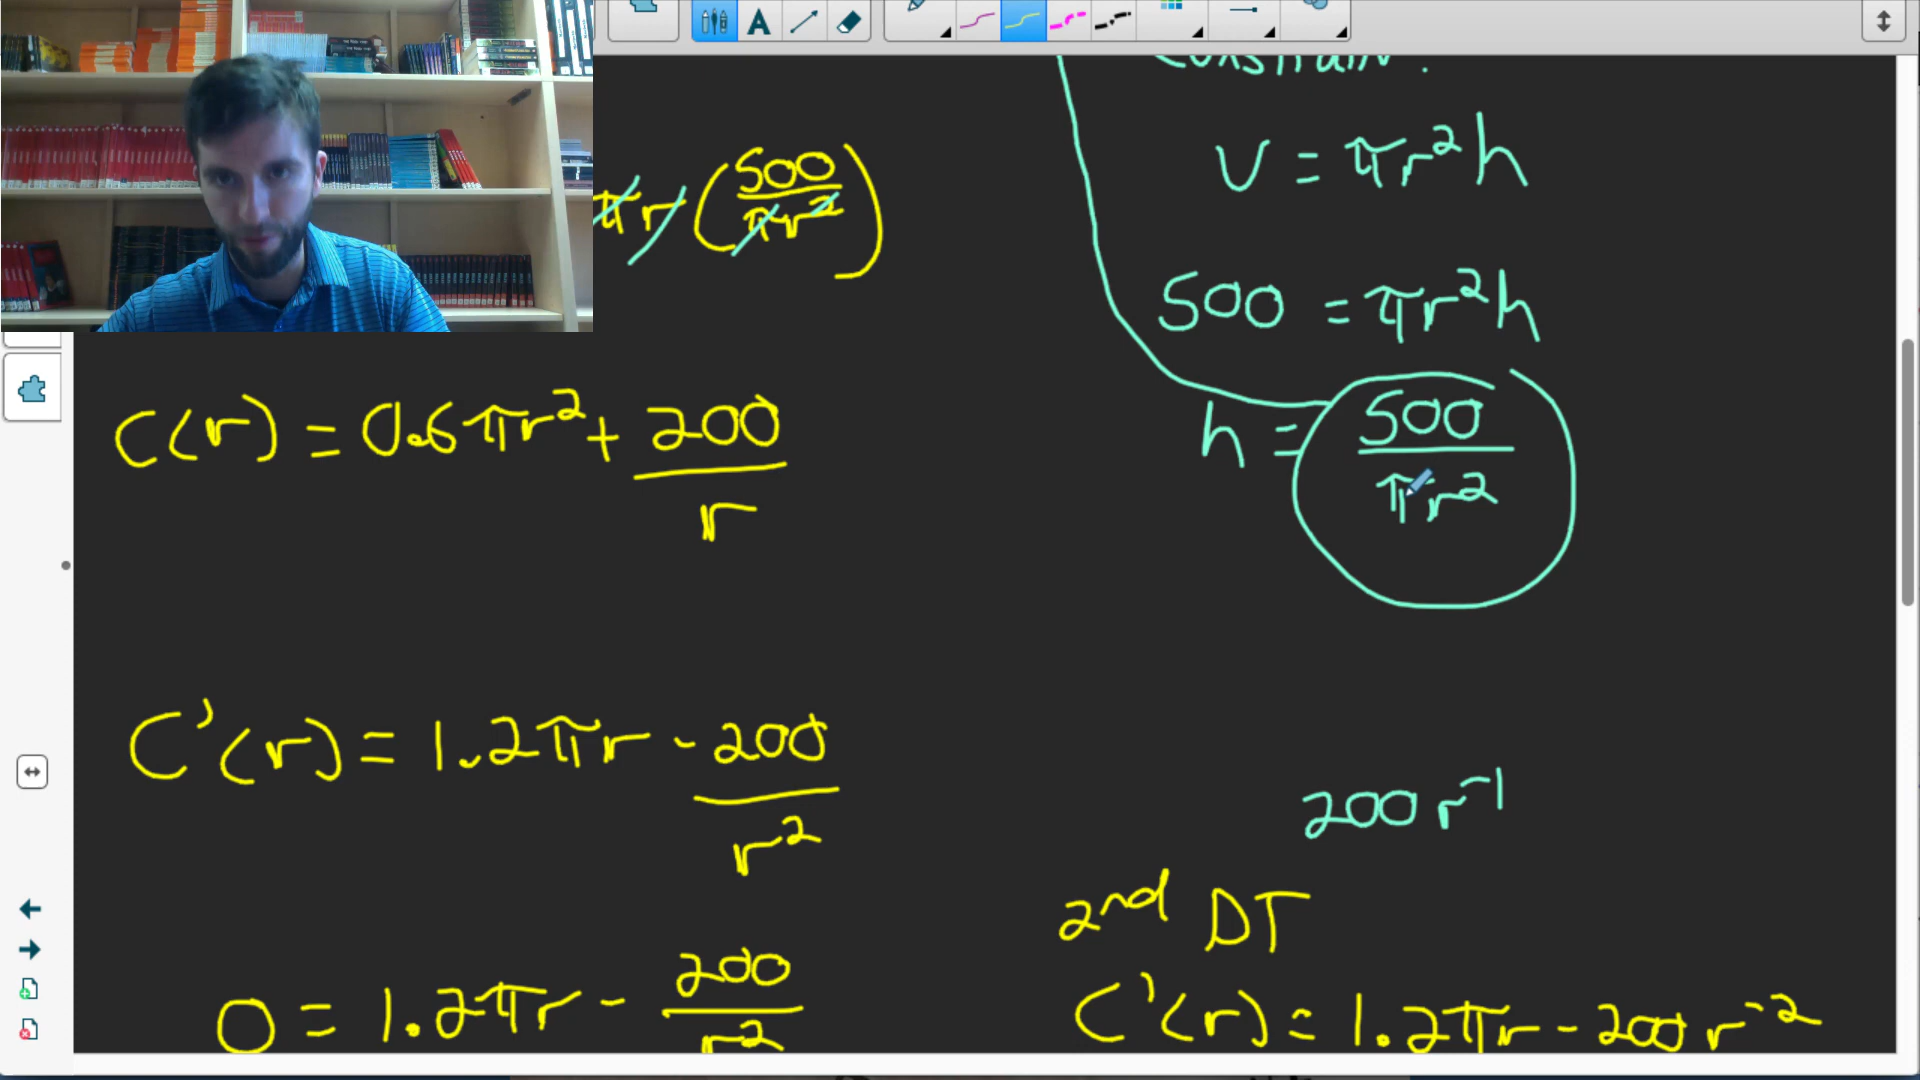 πr(500/πr²)
C(r) = 0.6πr² + 200/r
C'(r) = 1.2πr - 200/r²
0 = 1.2πr - 200/r²
constrain
V = πr²h
500 = πr²h
h = 500/πr²
200r⁻¹
2nd DT
C'(r) = 1.2πr - 200r⁻²
A